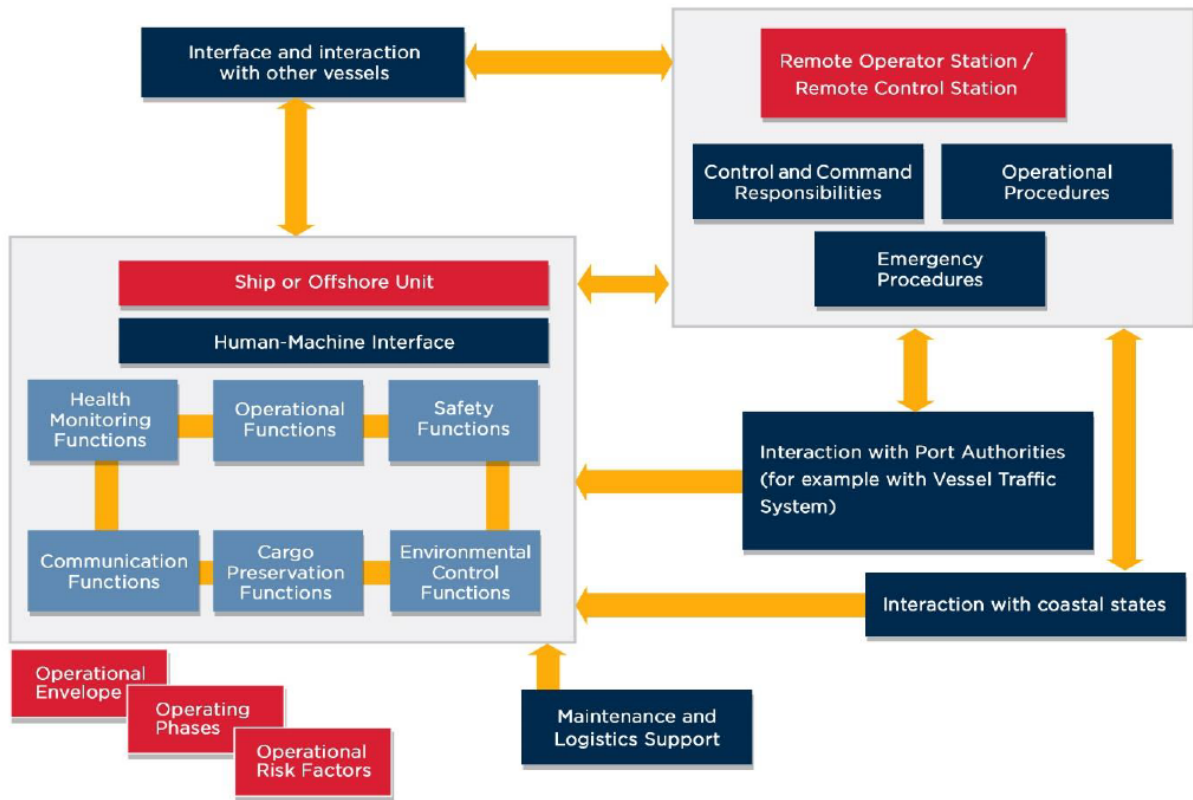 Interface and interaction
with other vessels
Remote Operator Station /
Remote Control Station
Control and Command
Responsibilities
Operational
Procedures
Emergency
Procedures
Ship or Offshore Unit
Human-Machine Interface
Health
Monitoring
Functions
Operational
Functions
Safety
Functions
Communication
Functions
Cargo
Preservation
Functions
Environmental
Control
Functions
Interaction with Port Authorities
(for example with Vessel Traffic
System)
Interaction with coastal states
Operational
Envelope
Operating
Phases
Operational
Risk Factors
Maintenance and
Logistics Support